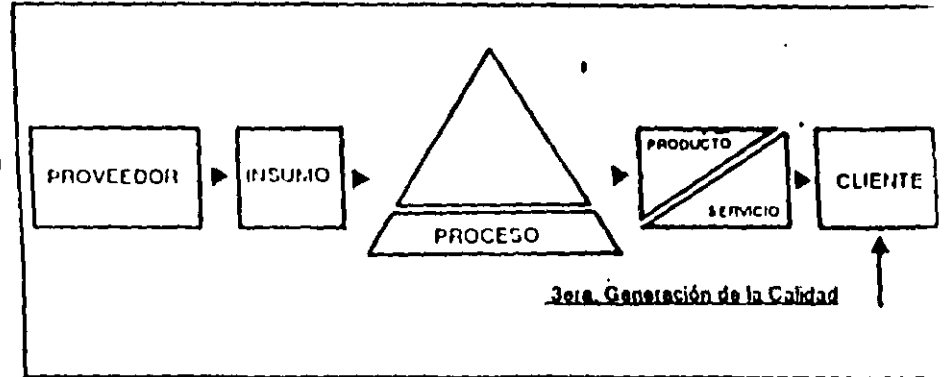 PROVEEDOR
INSUMO
PROCESO
PRODUCTO
SERVICIO
CLIENTE
3era. Generación de la Calidad